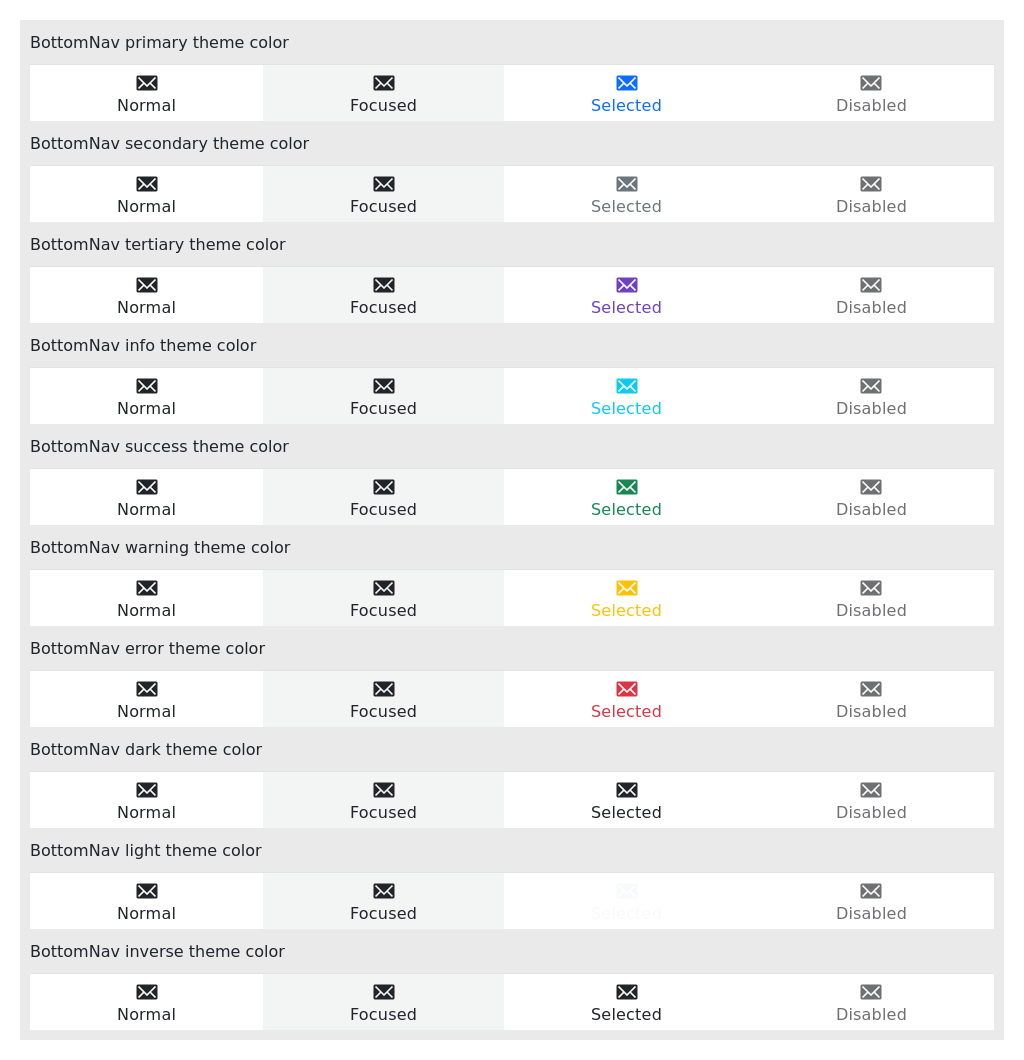 BottomNav primary theme color
Normal Focused Selected Disabled
BottomNav secondary theme color
Normal Focused Selected Disabled
BottomNav tertiary theme color
Normal Focused Selected Disabled
BottomNav info theme color
Normal Focused Selected Disabled
BottomNav success theme color
Normal Focused Selected Disabled
BottomNav warning theme color
Normal Focused Selected Disabled
BottomNav error theme color
Normal Focused Selected Disabled
BottomNav dark theme color
Normal Focused Selected Disabled
BottomNav light theme color
Normal Focused Selected Disabled
BottomNav inverse theme color
Normal Focused Selected Disabled